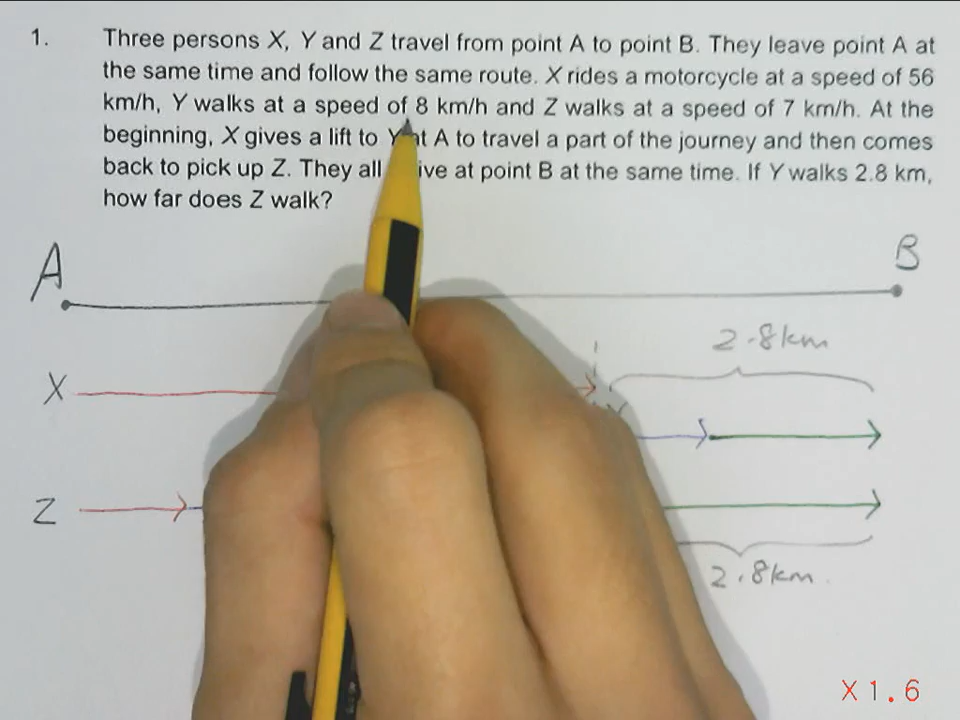 1. Three persons X, Y and Z travel from point A to point B. They leave point A at
the same time and follow the same route. X rides a motorcycle at a speed of 56
km/h, Y walks at a speed of 8 km/h and Z walks at a speed of 7 km/h. At the
beginning, X gives a lift to Y at A to travel a part of the journey and then comes
back to pick up Z. They all ive at point B at the same time. If Y walks 2.8 km,
how far does Z walk?
A B
2.8km
X
Z
2.8km
X1.6